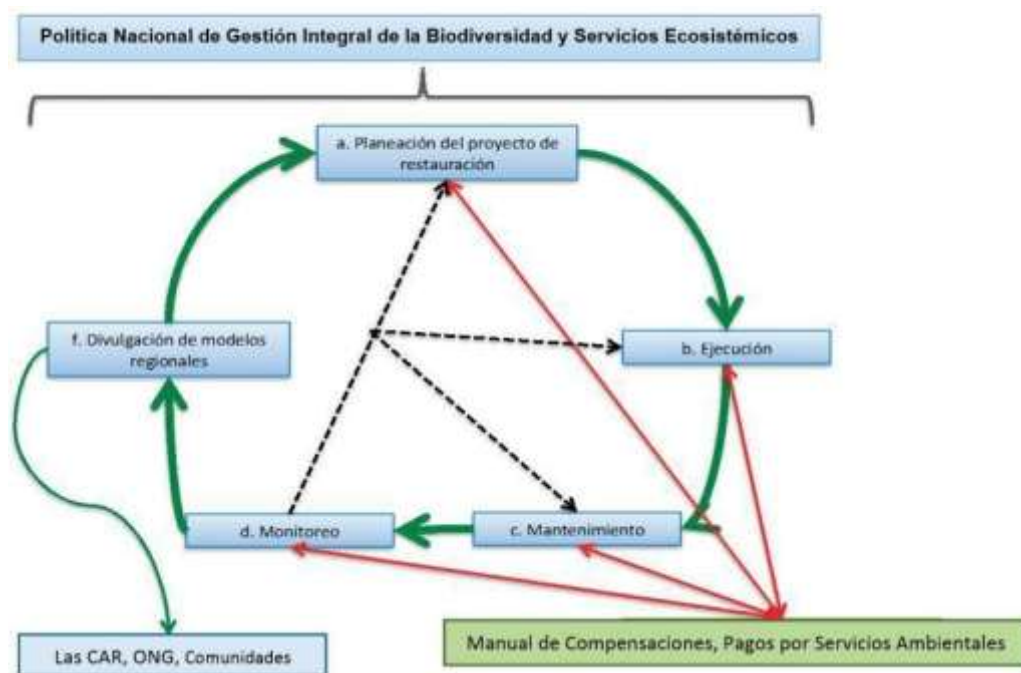 Política Nacional de Gestión Integral de la Biodiversidad y Servicios Ecosistémicos
a. Planeación del proyecto de
restauración
f. Divulgación de modelos
regionales
b. Ejecución
d. Monitoreo
c. Mantenimiento
Las CAR, ONG, Comunidades
Manual de Compensaciones, Pagos por Servicios Ambientales